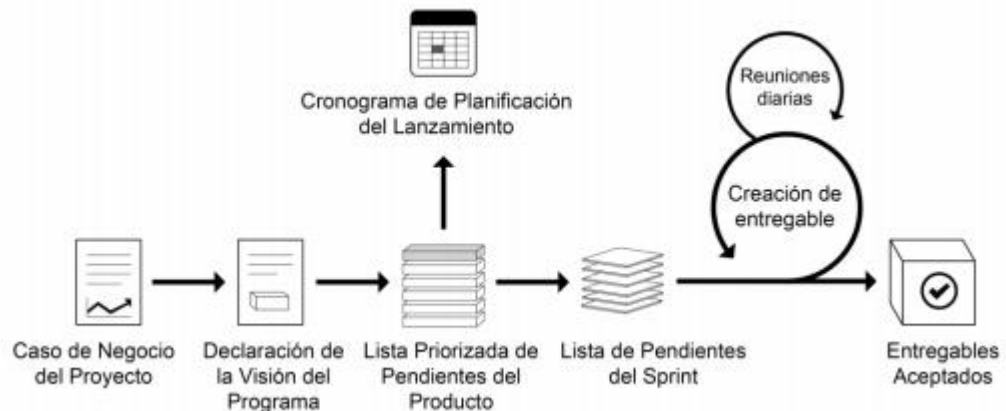 Cronograma de Planificación
del Lanzamiento
Reuniones
diarias
Creación de
entregable
Caso de Negocio
del Proyecto
Declaración de
la Visión del
Programa
Lista Priorizada de
Pendientes del
Producto
Lista de Pendientes
del Sprint
Entregables
Aceptados